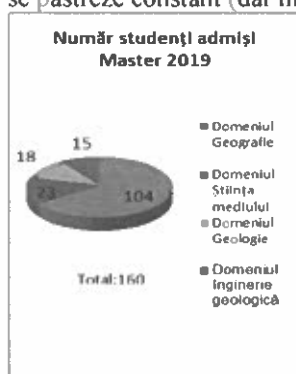 se păstreze constant (dar
Număr studenți admiși
Master 2019
15
18
23
104
Total:160
Domeniul
Geografie
Domeniul
Știința
mediului
Domeniul
Geologie
Domeniul
Inginerie
geologică